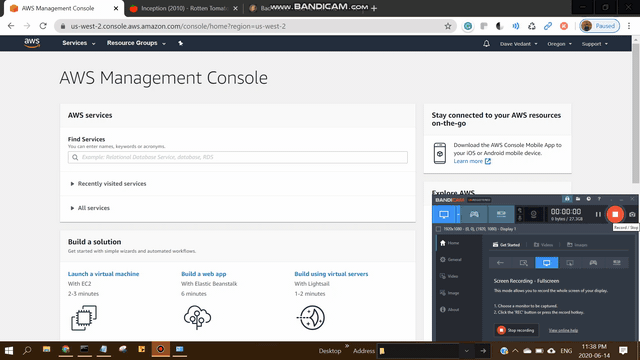 AWS Management Console
Inception (2010) - Rotten Tomato
WWW.BANDICAM.COM
us-west-2.console.aws.amazon.com/console/home?region=us-west-2
Paused
aws Services Resource Groups Dave Vedant Oregon Support
AWS Management Console
AWS services
Find Services
You can enter names, keywords or acronyms.
Example: Relational Database Service, database, RDS
Recently visited services
All services
Build a solution
Get started with simple wizards and automated workflows.
Launch a virtual machine
With EC2
2-3 minutes
Build a web app
With Elastic Beanstalk
6 minutes
Build using virtual servers
With Lightsail
1-2 minutes
Stay connected to your AWS resources
on-the-go
Download the AWS Console Mobile App to
your iOS or Android mobile device.
Learn more
Explore AWS
BANDICAM
00:00:00
0 bytes / 27.3GB
Record / Stop
1920x1080 - (0, 0), (1920, 1080) - Display 1
Home
General
Video
Image
About
Get Started
Videos
Images
Screen Recording - Fullscreen
This mode allows you to record the whole screen of your display.
1. Choose a monitor to be captured.
2. Click the 'REC' button or press the record hotkey.
Stop recording
View online help
Desktop
Address
ENG
11:38 PM
2020-06-14